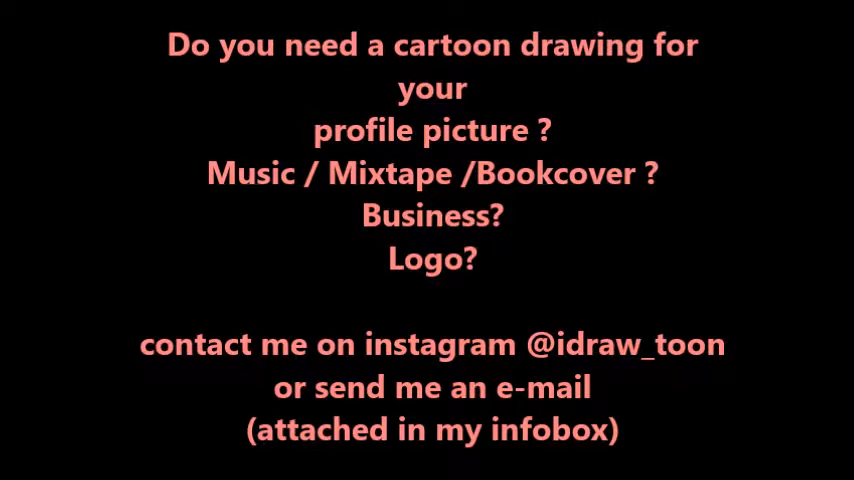 Do you need a cartoon drawing for
your
profile picture ?
Music / Mixtape /Bookcover ?
Business?
Logo?
contact me on instagram @idraw_toon
or send me an e-mail
(attached in my infobox)